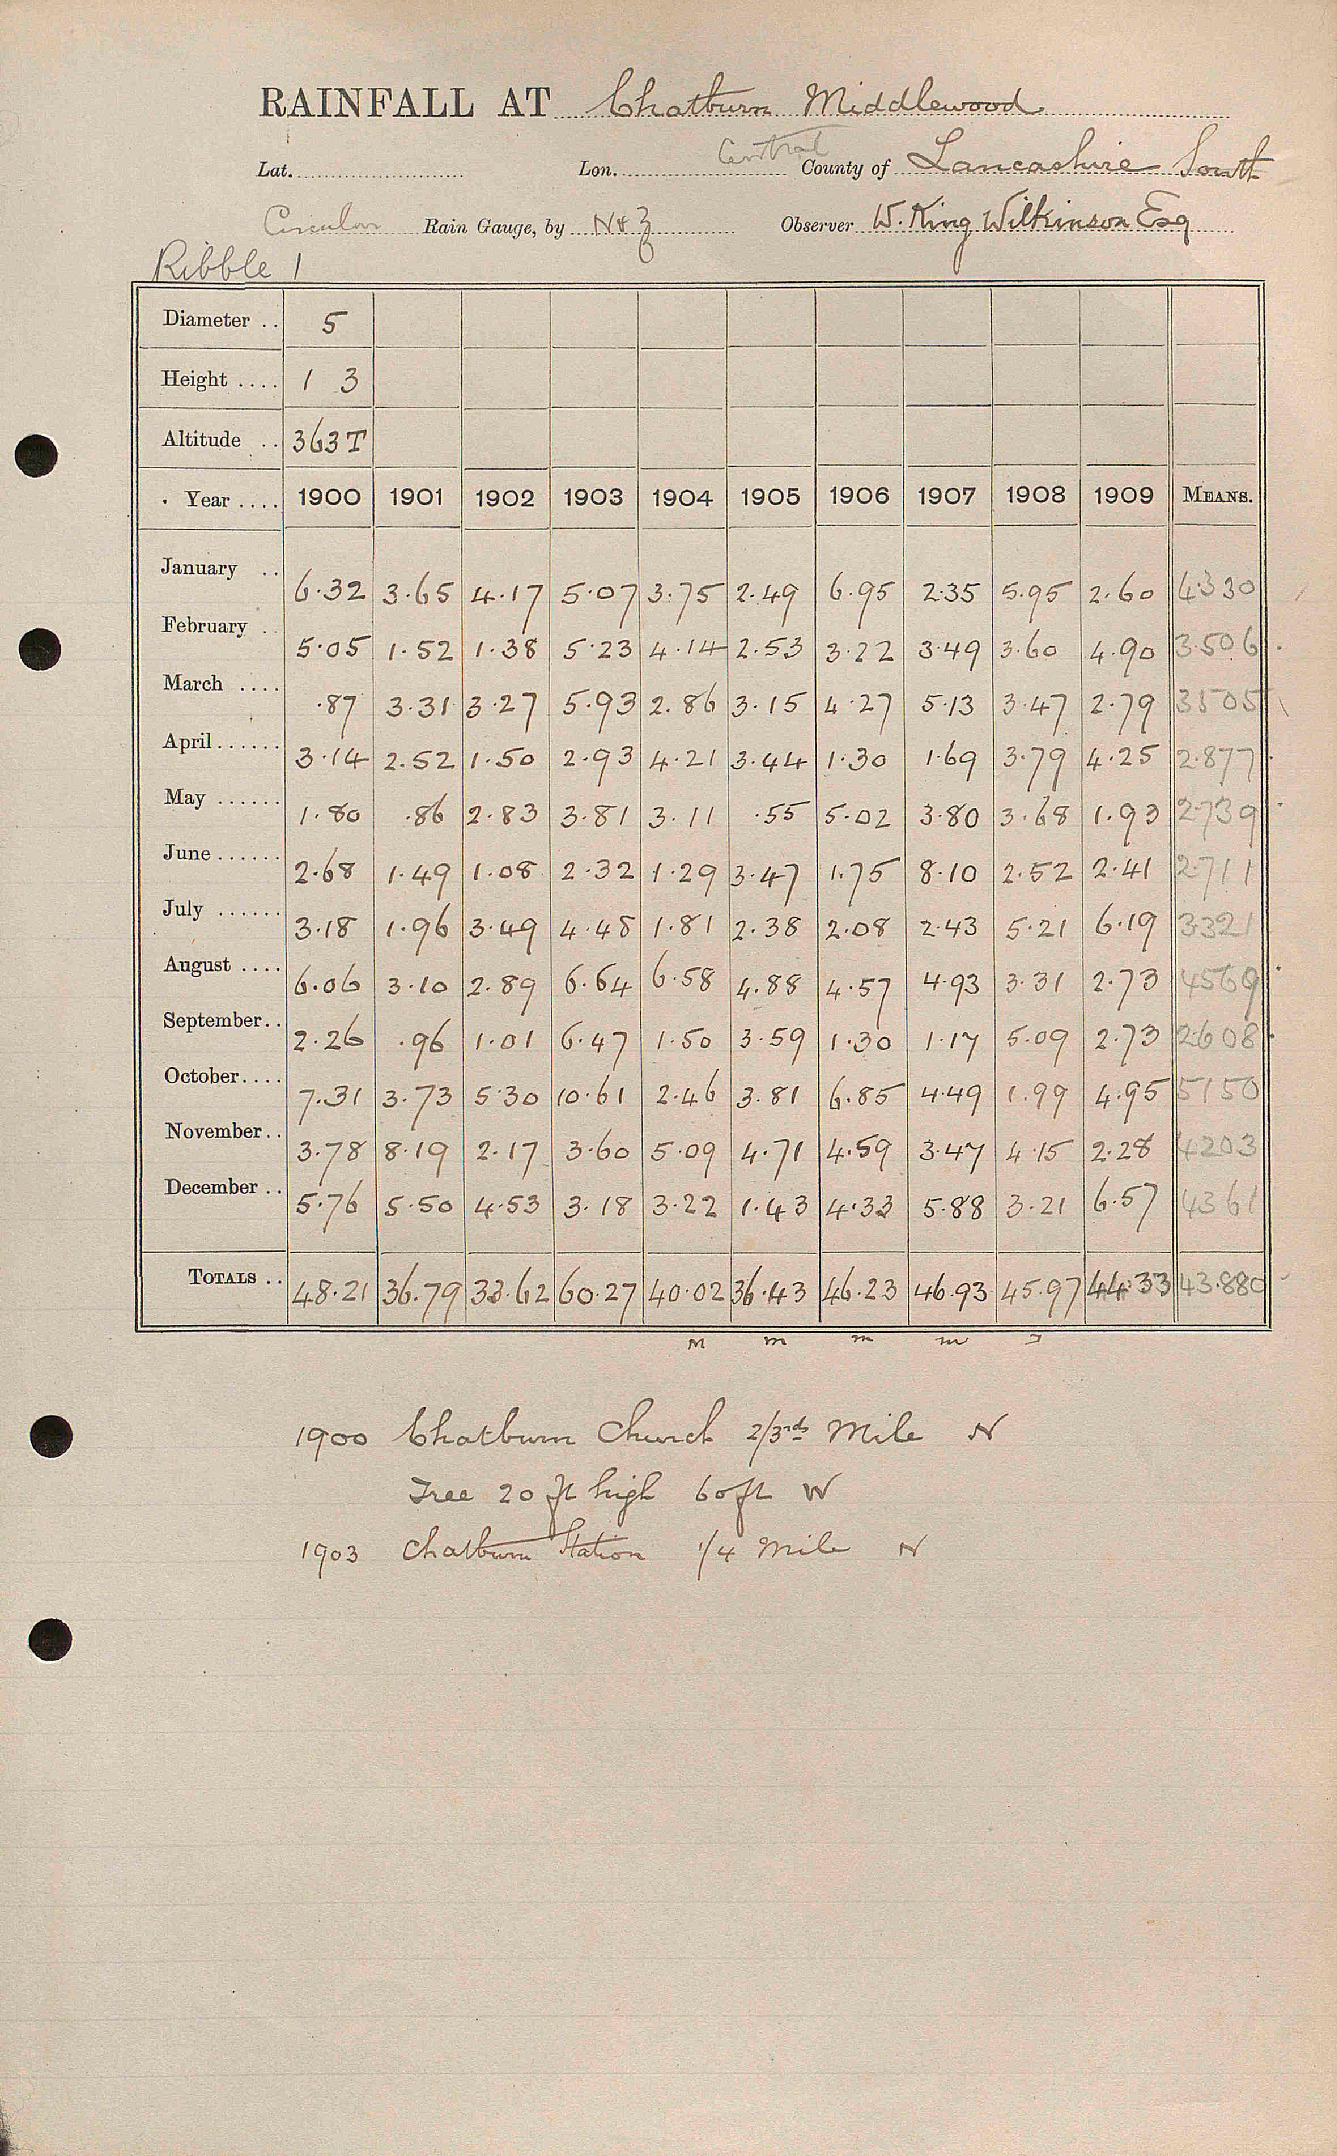 RAINFALL AT Chatburn Middlewood
Central
Lat. Lon. County of Lancashire South
Circular Rain Gauge, by N&Z Observer W. King Wilkinson Esq
Ribble 1
Diameter .. 5
Height .... 1 3
Altitude .. 363 T
Year .... 1900 1901 1902 1903 1904 1905 1906 1907 1908 1909 MEANS.
January .. 6.32 3.65 4.17 5.07 3.75 2.49 6.95 2.35 5.95 2.60 4.330
February .. 5.05 1.52 1.38 5.23 4.14 2.53 3.22 3.49 3.60 4.90 3.506
March .... .87 3.31 3.27 5.93 2.86 3.15 4.27 5.13 3.47 2.79 3505
April ...... 3.14 2.52 1.50 2.93 4.21 3.44 1.30 1.69 3.79 4.25 2.877
May ...... 1.80 .86 2.83 3.81 3.11 .55 5.02 3.80 3.68 1.93 2.739
June ...... 2.68 1.49 1.08 2.32 1.29 3.47 1.75 8.10 2.52 2.41 2.711
July ...... 3.18 1.96 3.49 4.48 1.81 2.38 2.08 2.43 5.21 6.19 3321
August .... 6.06 3.10 2.89 6.64 6.58 4.88 4.57 4.93 3.31 2.73 4569
September .. 2.26 .96 1.01 6.47 1.50 3.59 1.30 1.17 5.09 2.73 2608
October .... 7.31 3.73 5.30 10.61 2.46 3.81 6.85 4.49 1.99 4.95 5150
November .. 3.78 8.19 2.17 3.60 5.09 4.71 4.59 3.47 4.15 2.28 4203
December .. 5.76 5.50 4.53 3.18 3.22 1.43 4.33 5.88 3.21 6.57 4361
TOTALS .. 48.21 36.79 33.62 60.27 40.02 36.43 46.23 46.93 45.97 44.33 43.880
M m m m
1900 Chatburn Church 2/3rds Mile N
Tree 20 ft high 60 ft W
1903 Chatburn Station 1/4 Mile N